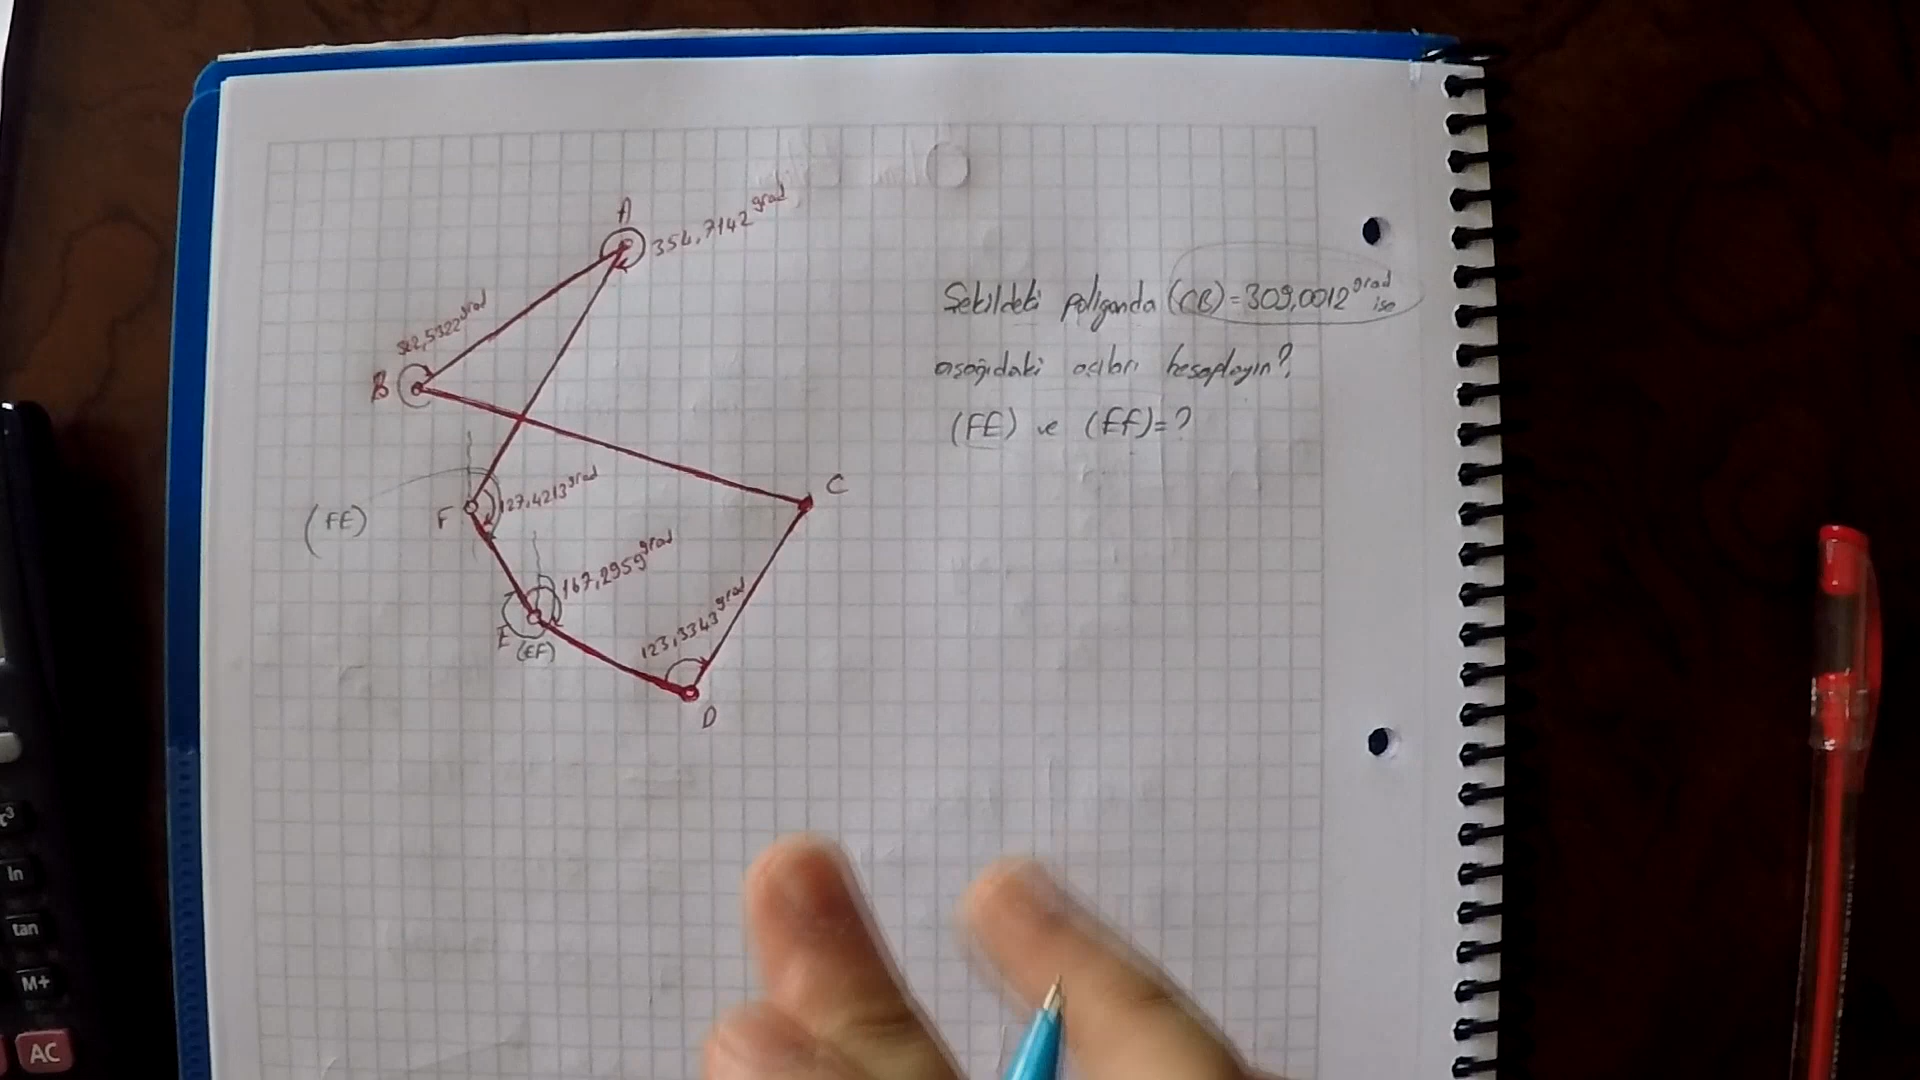 A
354,7142 grad
342,5322 grad
B
Şekildeki poligonda (CB) = 309,0012 grad ise
aşağıdaki açıları hesaplayın?
(FE) ve (EF) = ?
C
F
127,4213 grad
(FE)
167,2959 grad
E
(EF)
123,3343 grad
D
ln
tan
M+
AC